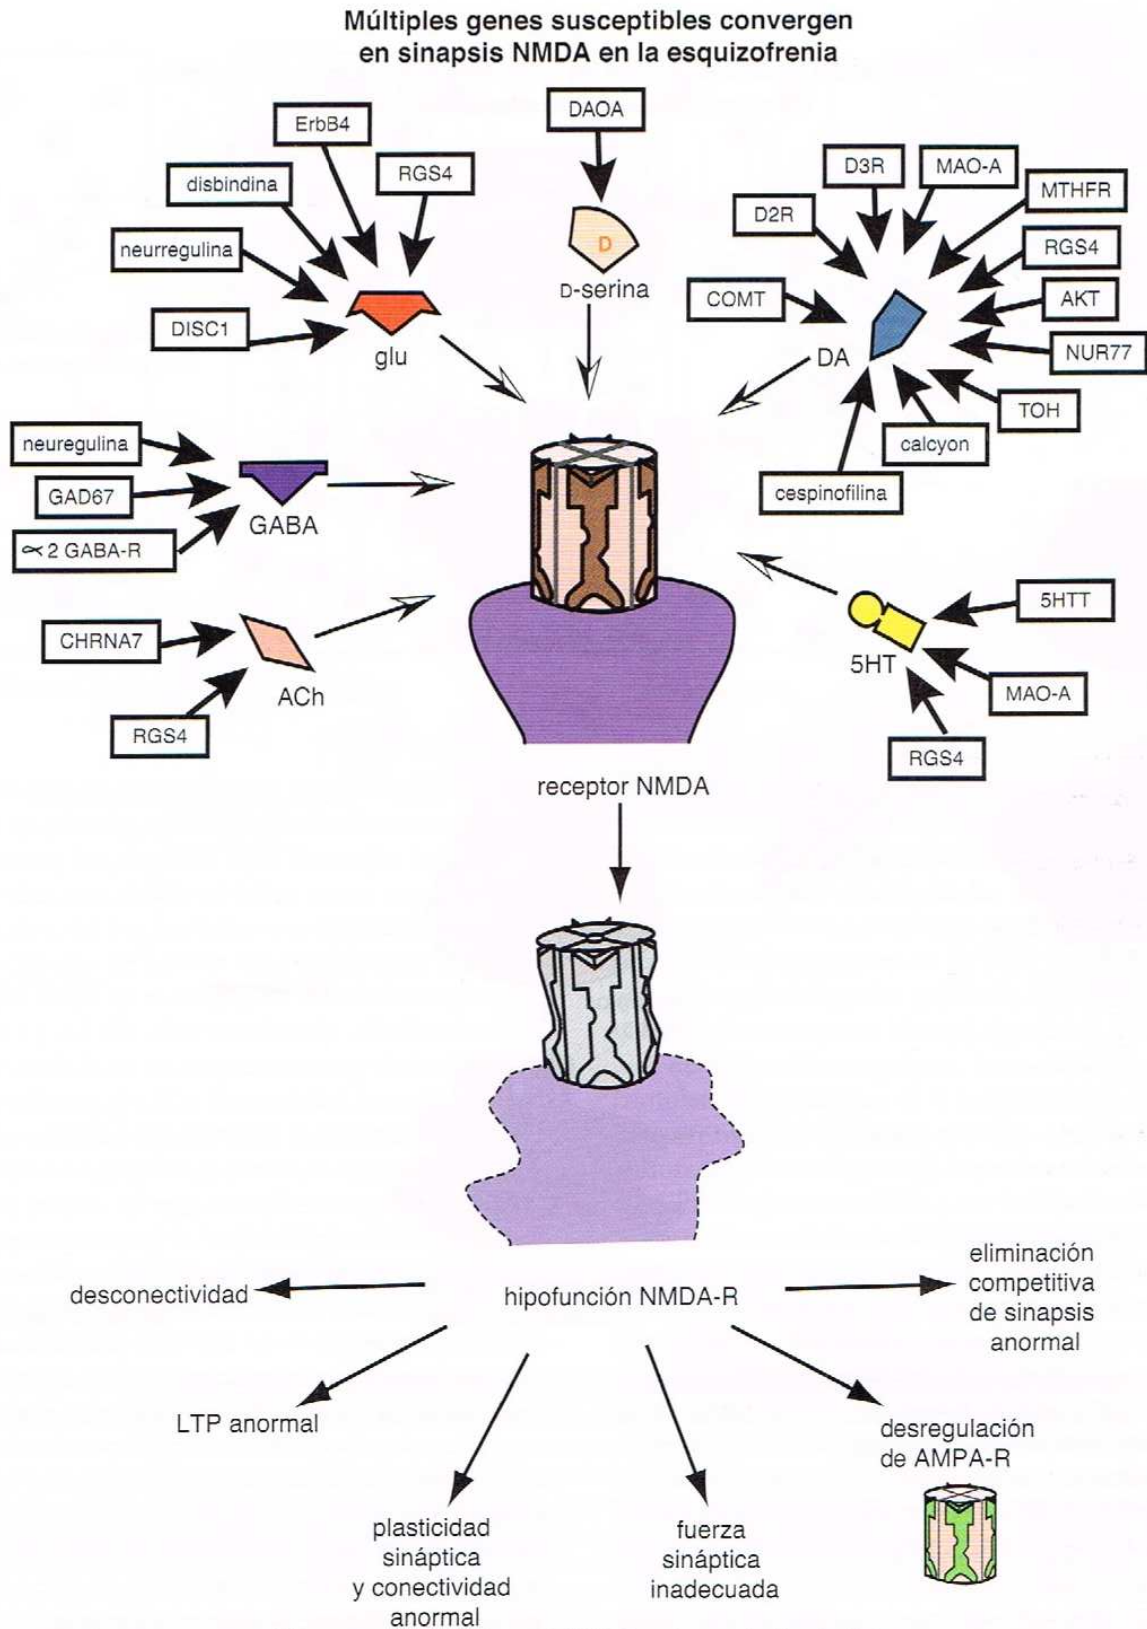 Múltiples genes susceptibles convergen
en sinapsis NMDA en la esquizofrenia
DAOA
ErbB4
RGS4
disbindina
neurregulina
DISC1
glu
D
D-serina
D3R
MAO-A
MTHFR
D2R
RGS4
COMT
AKT
DA
NUR77
TOH
calcyon
cespinofilina
neuregulina
GAD67
GABA
∝2 GABA-R
CHRNA7
ACh
RGS4
5HTT
5HT
MAO-A
RGS4
receptor NMDA
desconectividad
hipofunción NMDA-R
eliminación
competitiva
de sinapsis
anormal
LTP anormal
desregulación
de AMPA-R
plasticidad
sináptica
y conectividad
anormal
fuerza
sináptica
inadecuada